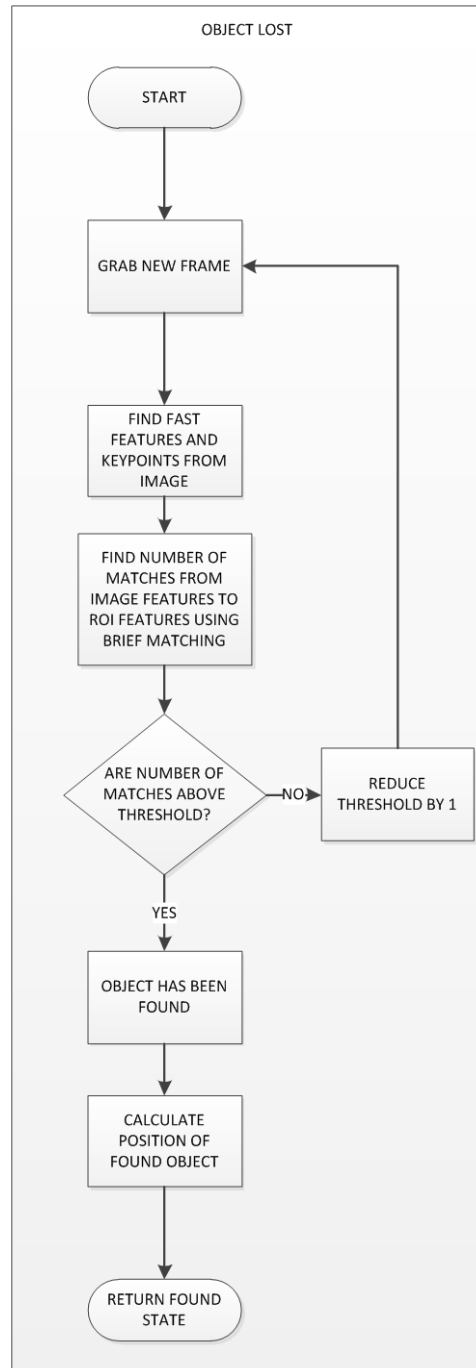 OBJECT LOST
START
GRAB NEW FRAME
FIND FAST
FEATURES AND
KEYPOINTS FROM
IMAGE
FIND NUMBER OF
MATCHES FROM
IMAGE FEATURES TO
ROI FEATURES USING
BRIEF MATCHING
ARE NUMBER OF
MATCHES ABOVE
THRESHOLD?
NO
REDUCE
THRESHOLD BY 1
YES
OBJECT HAS BEEN
FOUND
CALCULATE
POSITION OF
FOUND OBJECT
RETURN FOUND
STATE